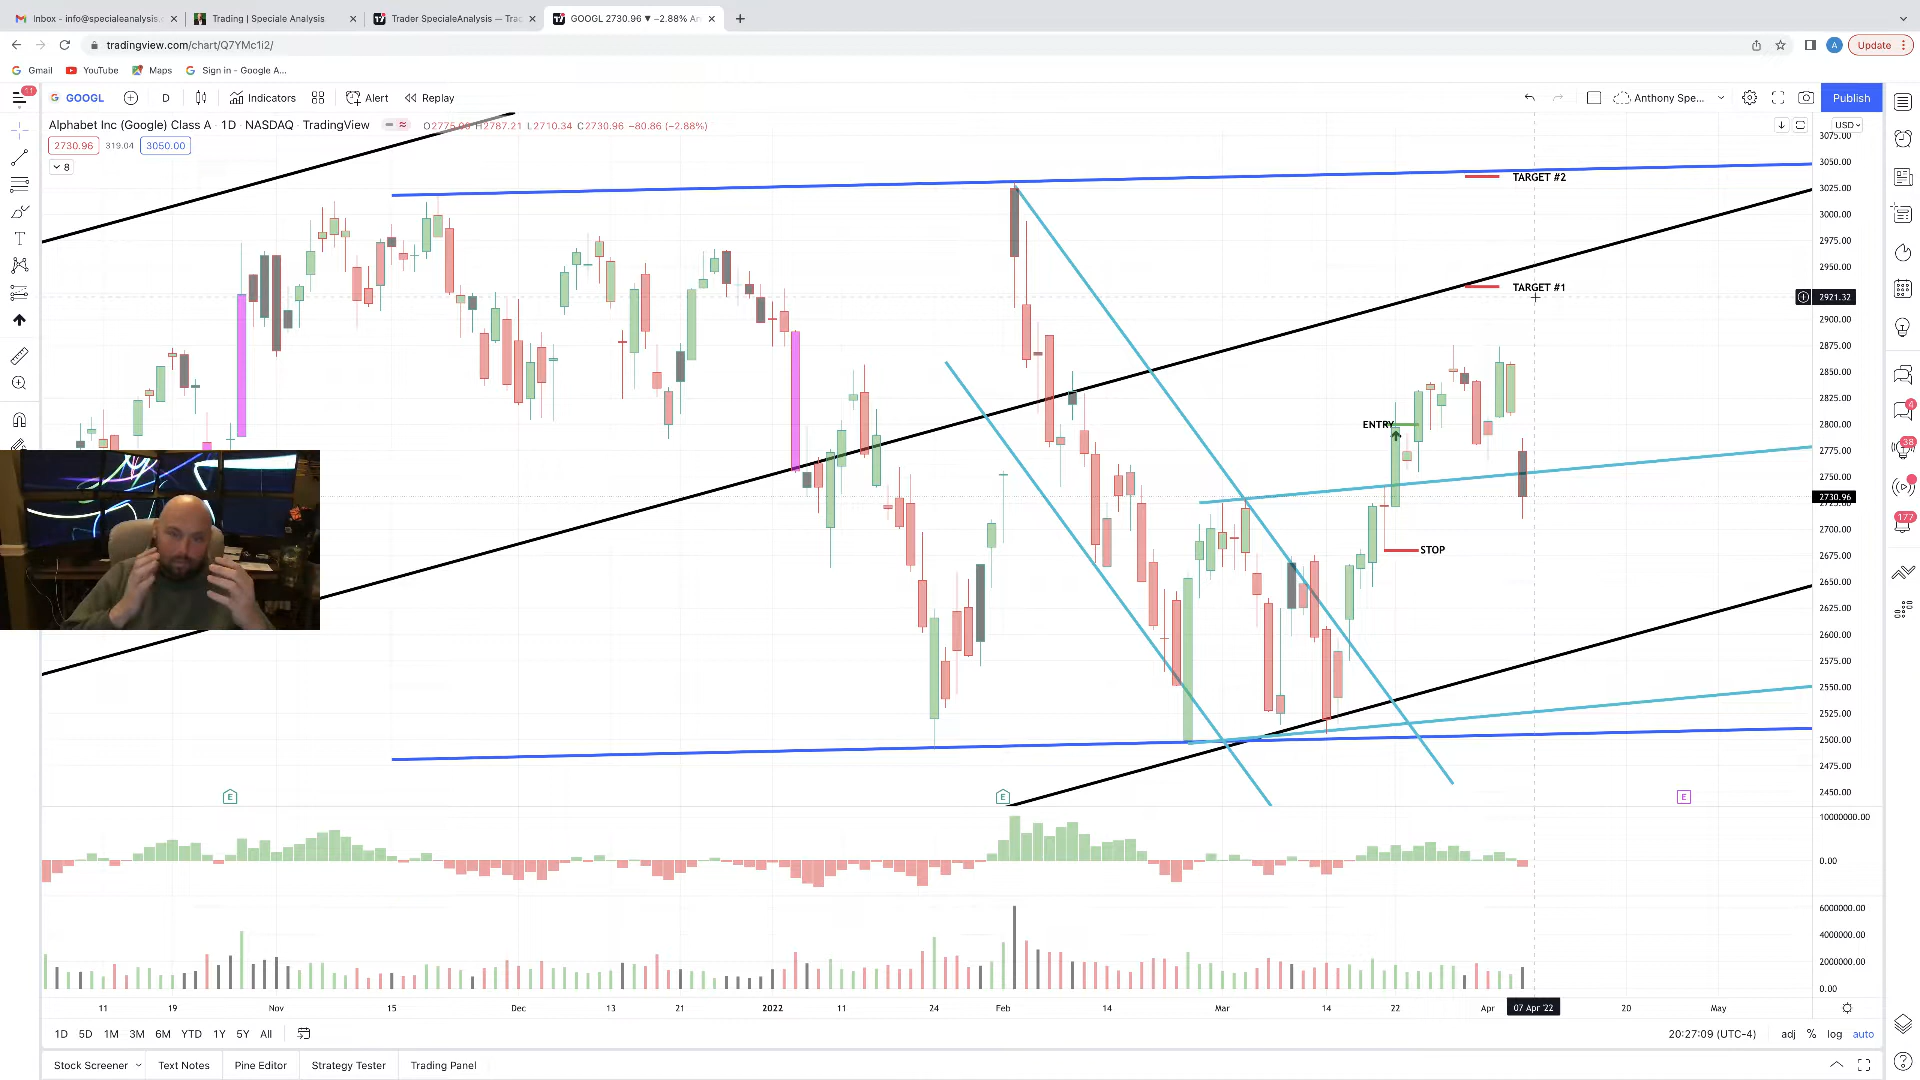 Inbox - info@specialeanalysis.
Trading | Speciale Analysis
Trader SpecialeAnalysis — Trad
GOOGL 2730.96 ▼ −2.88% An
tradingview.com/chart/Q7YMc1i2/
A
Update
Gmail
YouTube
Maps
Sign in - Google A...
11
GOOGL
D
Indicators
Alert
Replay
Anthony Spe...
Publish
Alphabet Inc (Google) Class A · 1D · NASDAQ · TradingView
H2787.21 L2710.34 C2730.96 −80.86 (−2.88%)
USD
2730.96
319.04
3050.00
8
3075.00
3050.00
3025.00
3000.00
2975.00
2950.00
2921.32
2900.00
2875.00
2850.00
2825.00
2800.00
2775.00
2750.00
2730.96
2725.00
2700.00
2675.00
2650.00
2625.00
2600.00
2575.00
2550.00
2525.00
2500.00
2475.00
2450.00
TARGET #2
TARGET #1
ENTRY
STOP
4
38
177
E
E
E
10000000.00
0.00
6000000.00
4000000.00
2000000.00
0.00
11
19
Nov
15
Dec
13
21
2022
11
24
Feb
14
Mar
14
22
Apr
07 Apr '22
20
May
1D
5D
1M
3M
6M
YTD
1Y
5Y
All
20:27:09 (UTC-4)
adj
%
log
auto
Stock Screener
Text Notes
Pine Editor
Strategy Tester
Trading Panel